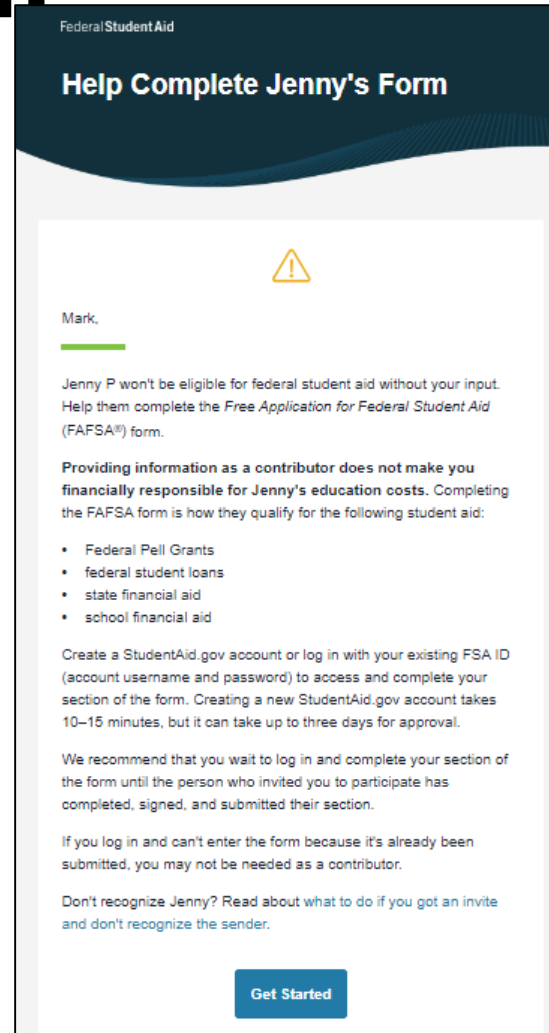 Federal Student Aid
Help Complete Jenny's Form
Mark,
Jenny P won't be eligible for federal student aid without your input.
Help them complete the Free Application for Federal Student Aid
(FAFSA®) form.
Providing information as a contributor does not make you
financially responsible for Jenny's education costs. Completing
the FAFSA form is how they qualify for the following student aid:
• Federal Pell Grants
• federal student loans
• state financial aid
• school financial aid
Create a StudentAid.gov account or log in with your existing FSA ID
(account username and password) to access and complete your
section of the form. Creating a new StudentAid.gov account takes
10–15 minutes, but it can take up to three days for approval.
We recommend that you wait to log in and complete your section of
the form until the person who invited you to participate has
completed, signed, and submitted their section.
If you log in and can't enter the form because it's already been
submitted, you may not be needed as a contributor.
Don't recognize Jenny? Read about what to do if you got an invite
and don't recognize the sender.
Get Started